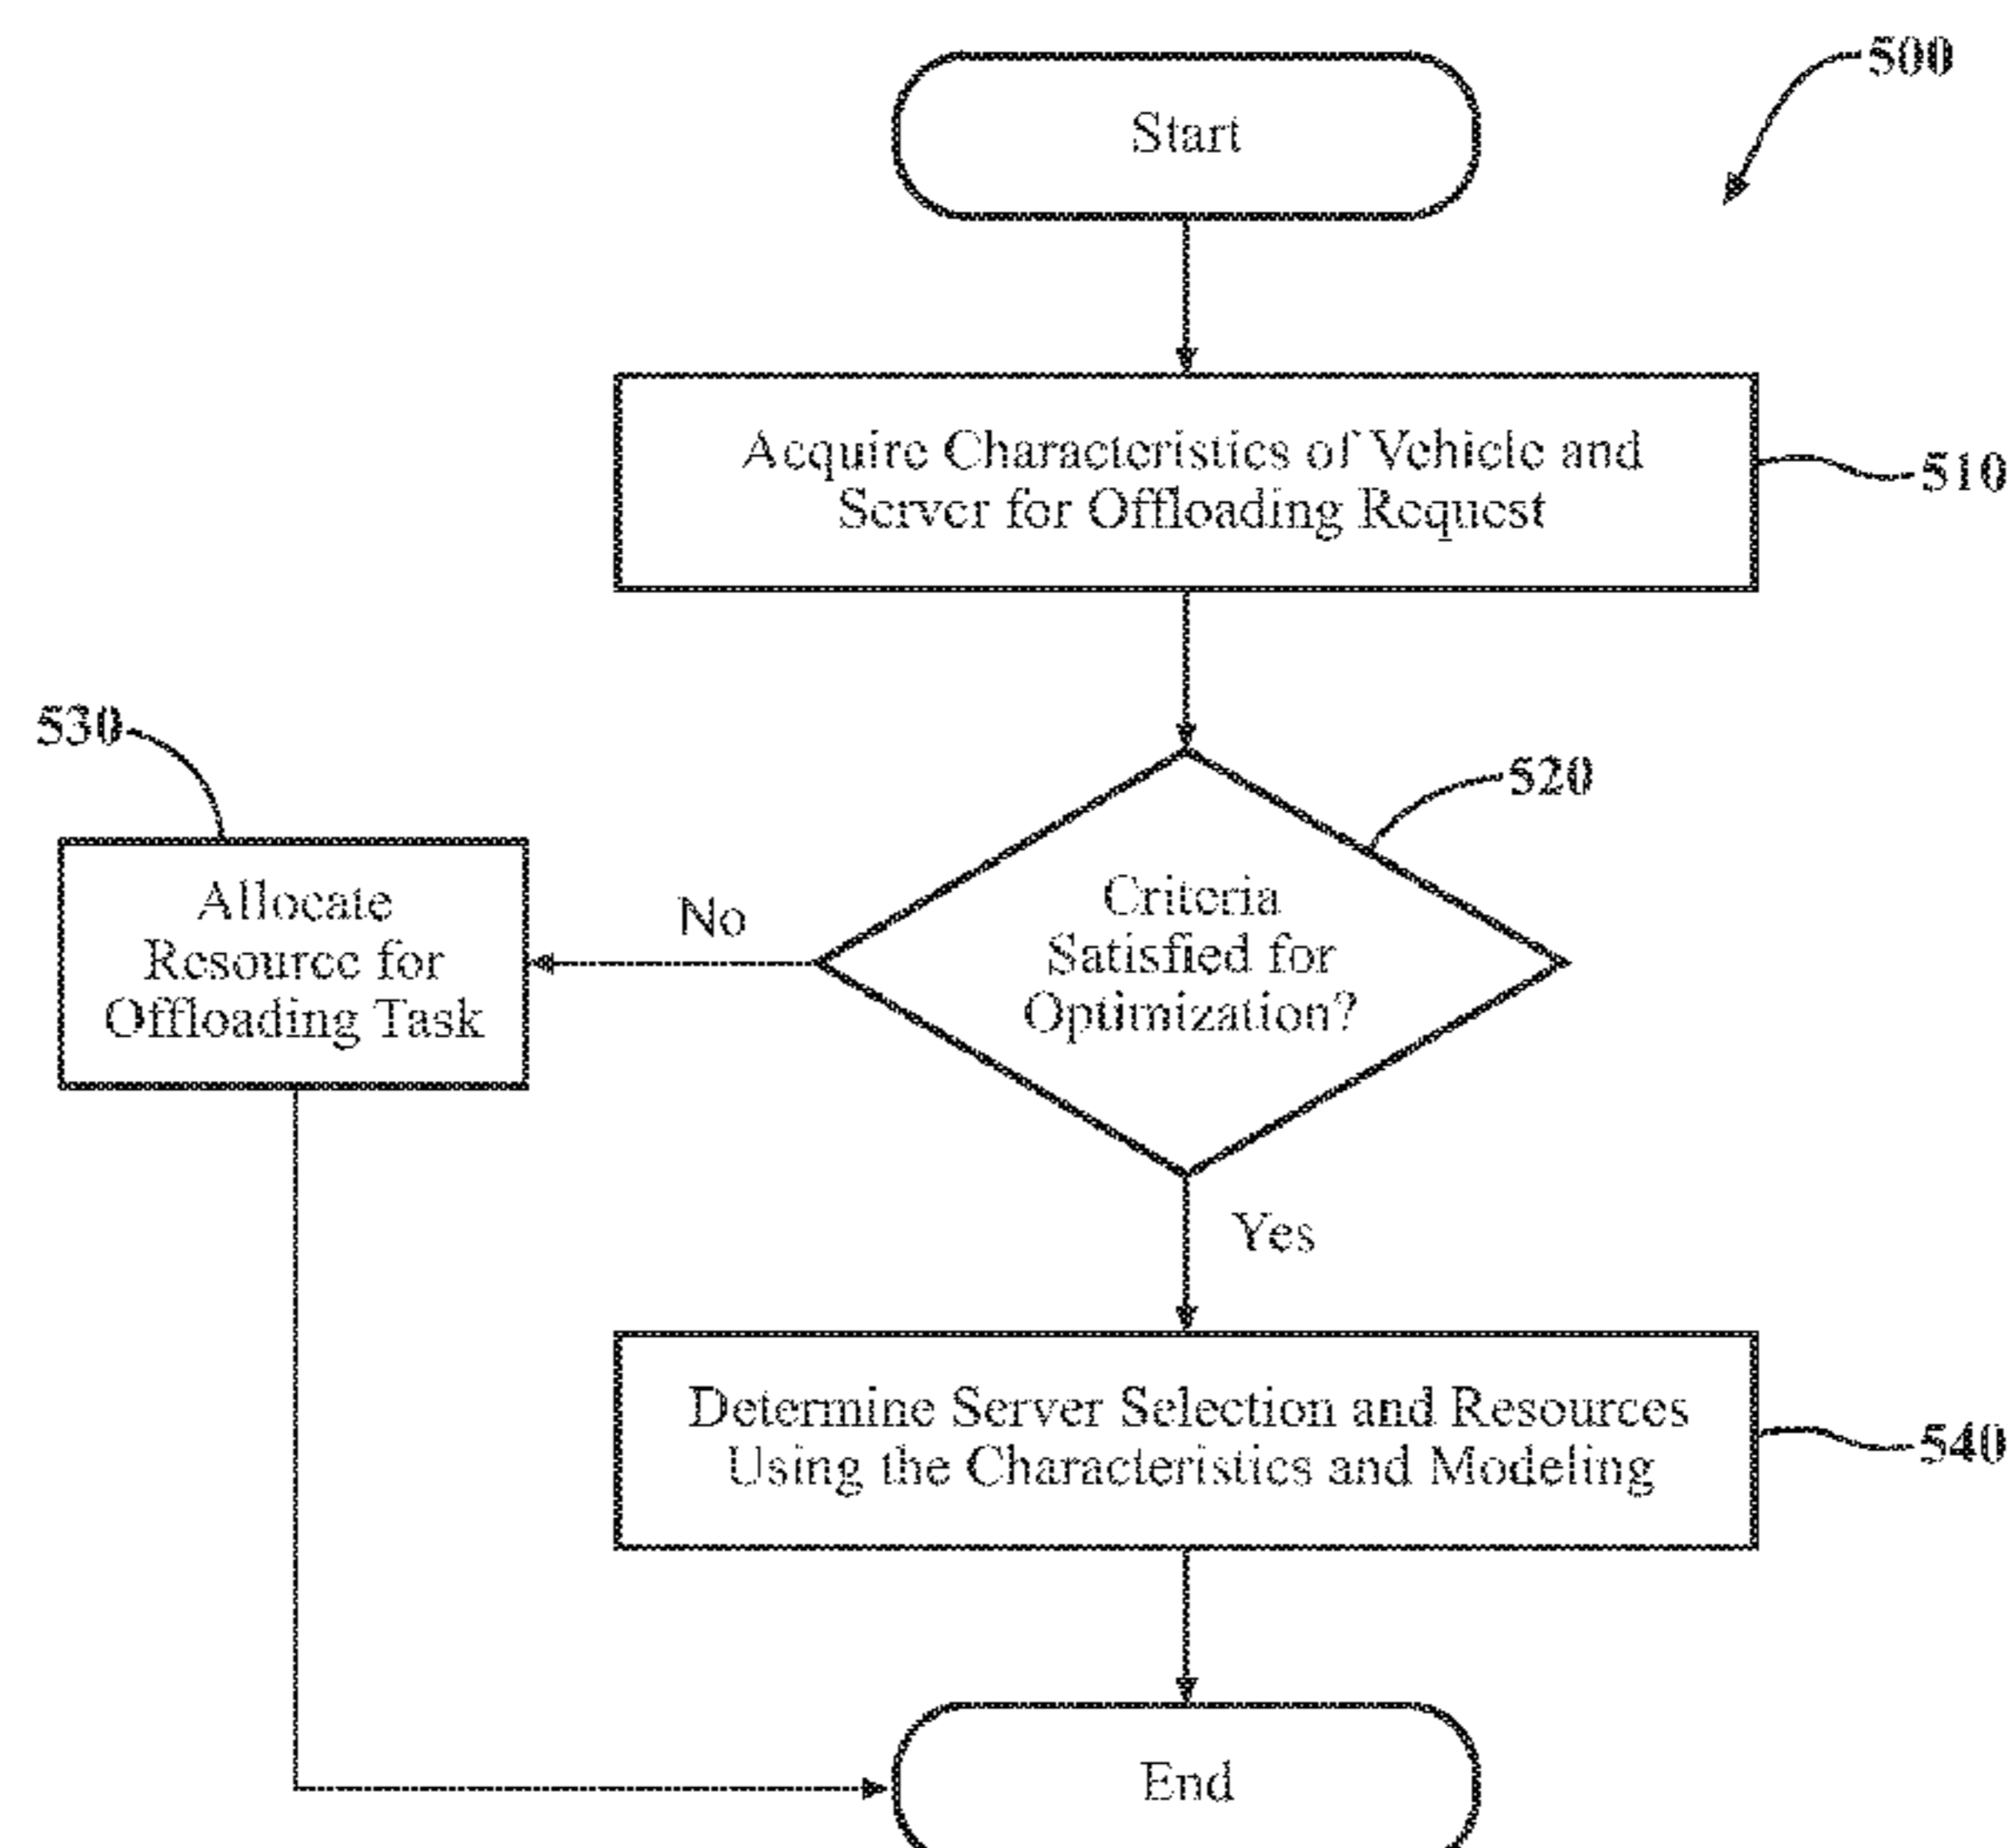 500
Start
Acquire Characteristics of Vehicle and
Server for Offloading Request
510
530
520
Allocate
Resource for
Offloading Task
No
Criteria
Satisfied for
Optimization?
Yes
Determine Server Selection and Resources
Using the Characteristics and Modeling
540
End